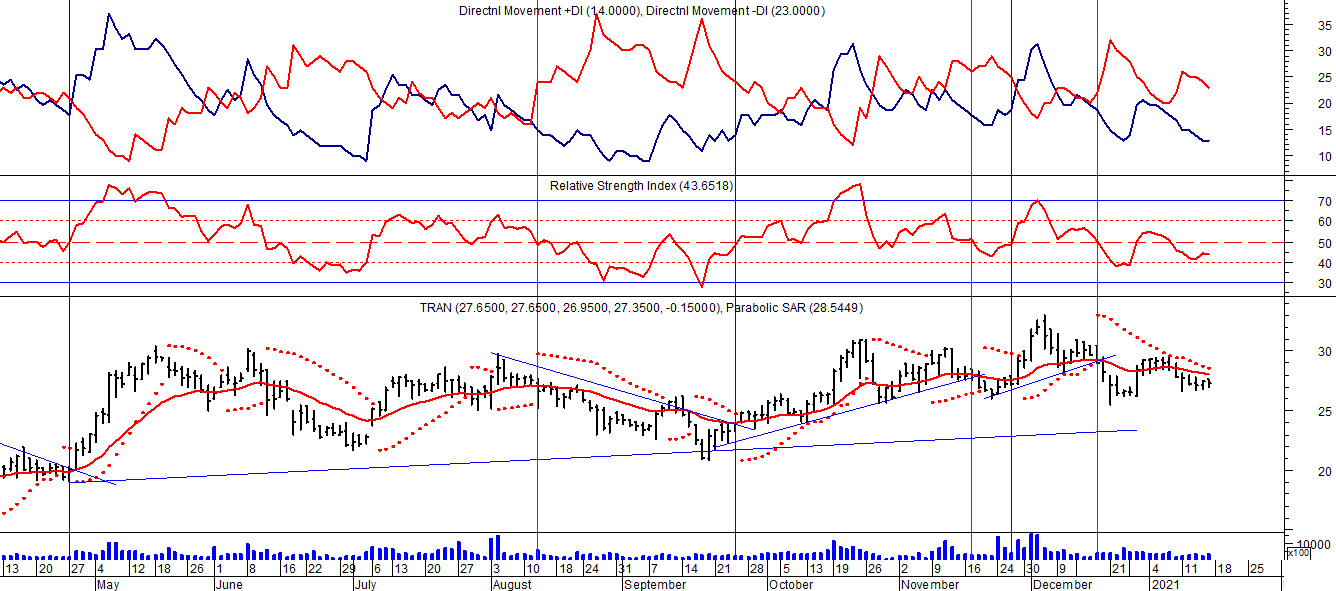 Directnl Movement +DI (14.0000), Directnl Movement -DI (23.0000)
35
30
25
20
15
10
Relative Strength Index (43.6518)
70
60
50
40
30
TRAN (27.6500, 27.6500, 26.9500, 27.3500, -0.15000), Parabolic SAR (28.5449)
30
25
20
10000
x100
13 20 27 4 12 18 26 1 8 16 22 29 6 13 20 27 3 10 18 24 31 7 14 21 28 5 12 19 26 2 9 16 24 30 9 21 4 11 18 25
May June July August September October November December 2021